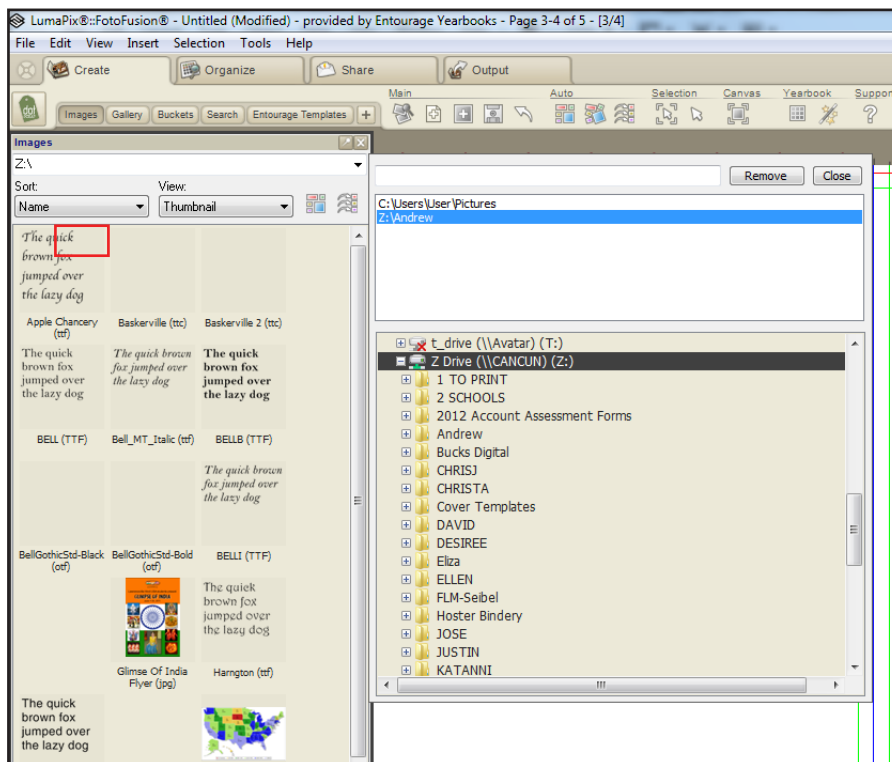 LumaPix®::FotoFusion® - Untitled (Modified) - provided by Entourage Yearbooks - Page 3-4 of 5 - [3/4]
File Edit View Insert Selection Tools Help
Create Organize Share Output
Main Auto Selection Canvas Yearbook Suppor
dol Images Gallery Buckets Search Entourage Templates +
Images
Z:\
Sort: View:
Name Thumbnail
The quick
brown fox
jumped over
the lazy dog
Apple Chancery
(ttf)
Baskerville (ttc)
Baskerville 2 (ttc)
The quick
brown fox
jumped over
the lazy dog
The quick brown
fox jumped over
the lazy dog
The quick
brown fox
jumped over
the lazy dog
BELL (TTF)
Bell_MT_Italic (ttf)
BELLB (TTF)
The quick brown
fox jumped over
the lazy dog
BellGothicStd-Black
(otf)
BellGothicStd-Bold
(otf)
BELLI (TTF)
GLIMPSE OF INDIA
The quick
brown fox
jumped over
the lazy dog
Glimse Of India
Flyer (jpg)
Harngton (ttf)
The quick
brown fox
jumped over
the lazy dog
Remove Close
C:\Users\User\Pictures
Z:\Andrew
t_drive (\\Avatar) (T:)
Z Drive (\\CANCUN) (Z:)
1 TO PRINT
2 SCHOOLS
2012 Account Assessment Forms
Andrew
Bucks Digital
CHRISJ
CHRISTA
Cover Templates
DAVID
DESIREE
Eliza
ELLEN
FLM-Seibel
Hoster Bindery
JOSE
JUSTIN
KATANNI